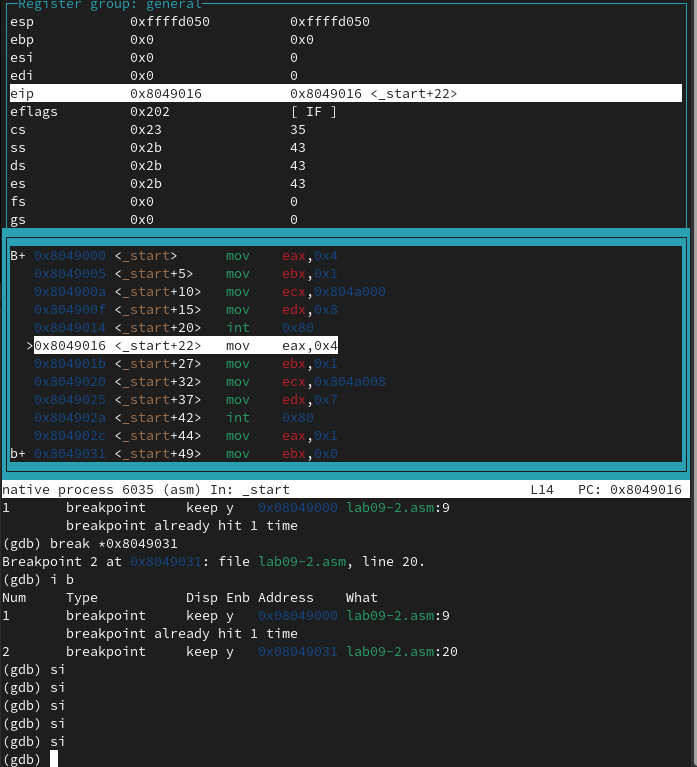 Register group: general
esp 0xffffd050 0xffffd050
ebp 0x0 0x0
esi 0x0 0
edi 0x0 0
eip 0x8049016 0x8049016 <_start+22>
eflags 0x202 [ IF ]
cs 0x23 35
ss 0x2b 43
ds 0x2b 43
es 0x2b 43
fs 0x0 0
gs 0x0 0
B+ 0x8049000 <_start> mov eax,0x4
0x8049005 <_start+5> mov ebx,0x1
0x804900a <_start+10> mov ecx,0x804a000
0x804900f <_start+15> mov edx,0x8
0x8049014 <_start+20> int 0x80
>0x8049016 <_start+22> mov eax,0x4
0x804901b <_start+27> mov ebx,0x1
0x8049020 <_start+32> mov ecx,0x804a008
0x8049025 <_start+37> mov edx,0x7
0x804902a <_start+42> int 0x80
0x804902c <_start+44> mov eax,0x1
b+ 0x8049031 <_start+49> mov ebx,0x0
native process 6035 (asm) In: _start L14 PC: 0x8049016
1 breakpoint keep y 0x08049000 lab09-2.asm:9
breakpoint already hit 1 time
(gdb) break *0x8049031
Breakpoint 2 at 0x8049031: file lab09-2.asm, line 20.
(gdb) i b
Num Type Disp Enb Address What
1 breakpoint keep y 0x08049000 lab09-2.asm:9
breakpoint already hit 1 time
2 breakpoint keep y 0x08049031 lab09-2.asm:20
(gdb) si
(gdb) si
(gdb) si
(gdb) si
(gdb) si
(gdb)